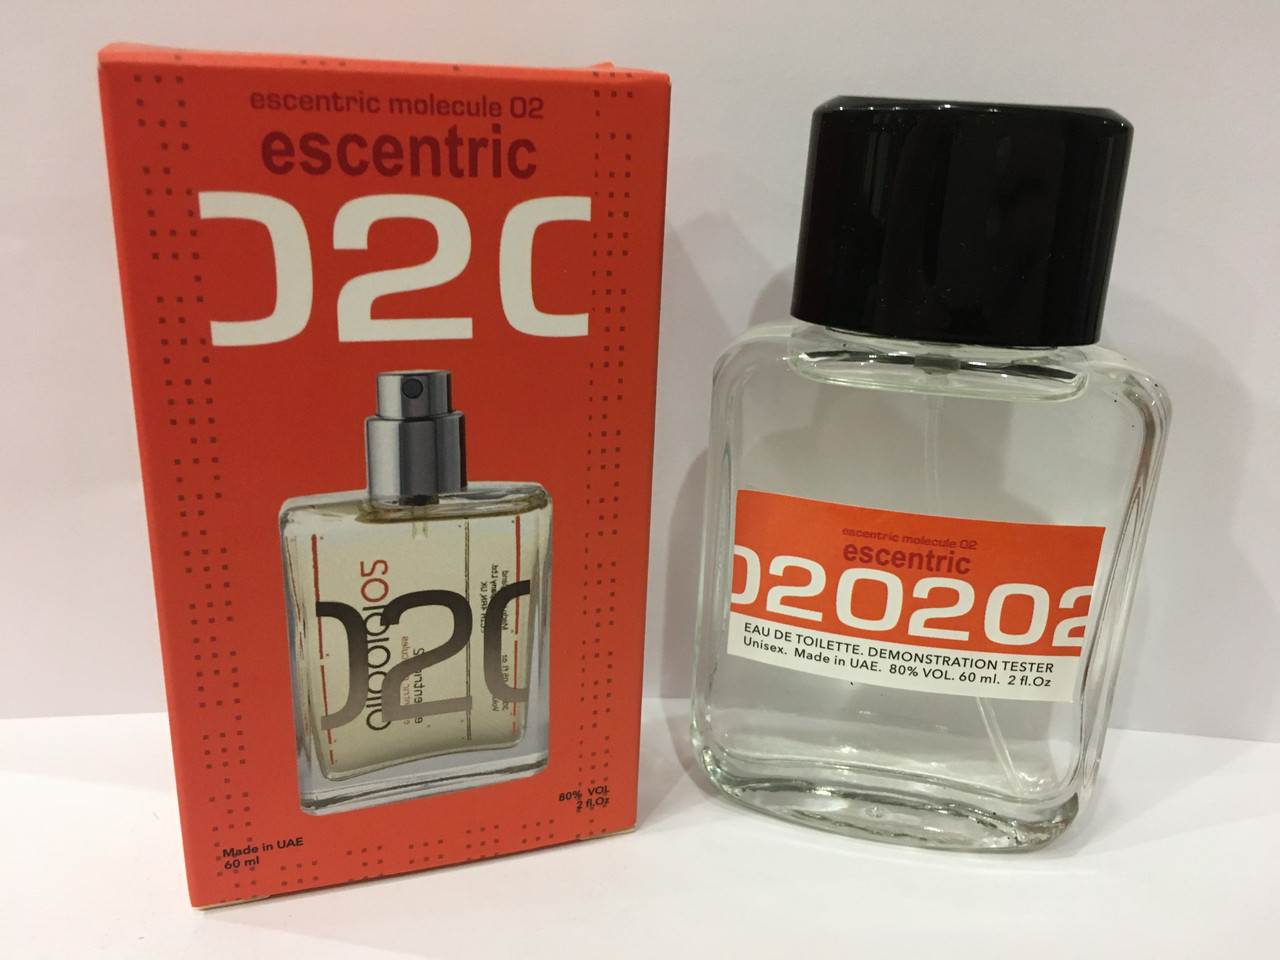 escentric molecule 02
escentric
020
020
80% VOL
2 fl.Oz
Made in UAE
60 ml
escentric molecule 02
escentric
020202
EAU DE TOILETTE. DEMONSTRATION TESTER
Unisex. Made in UAE. 80% VOL. 60 ml. 2 fl.Oz